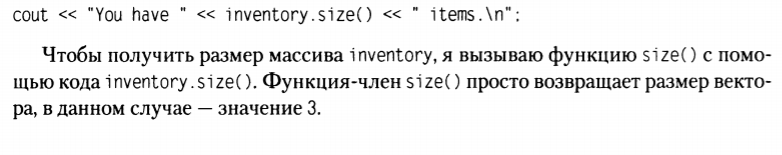 cout << "You have " << inventory.size() << " items.\n";
Чтобы получить размер массива inventory, я вызываю функцию size() с помо-
щью кода inventory.size(). Функция-член size() просто возвращает размер векто-
ра, в данном случае — значение 3.